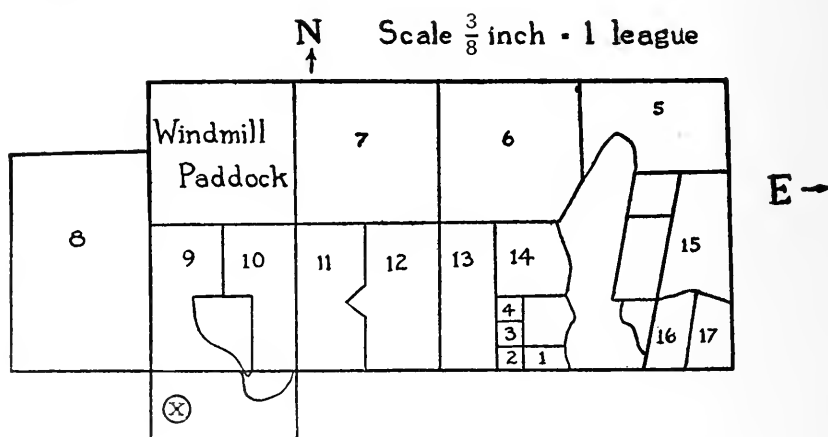 N Scale 3/8 inch = 1 league
5
Windmill 7 6
Paddock
E
8
9 10 11 12 13 14 15
4
3 16 17
2 1
X